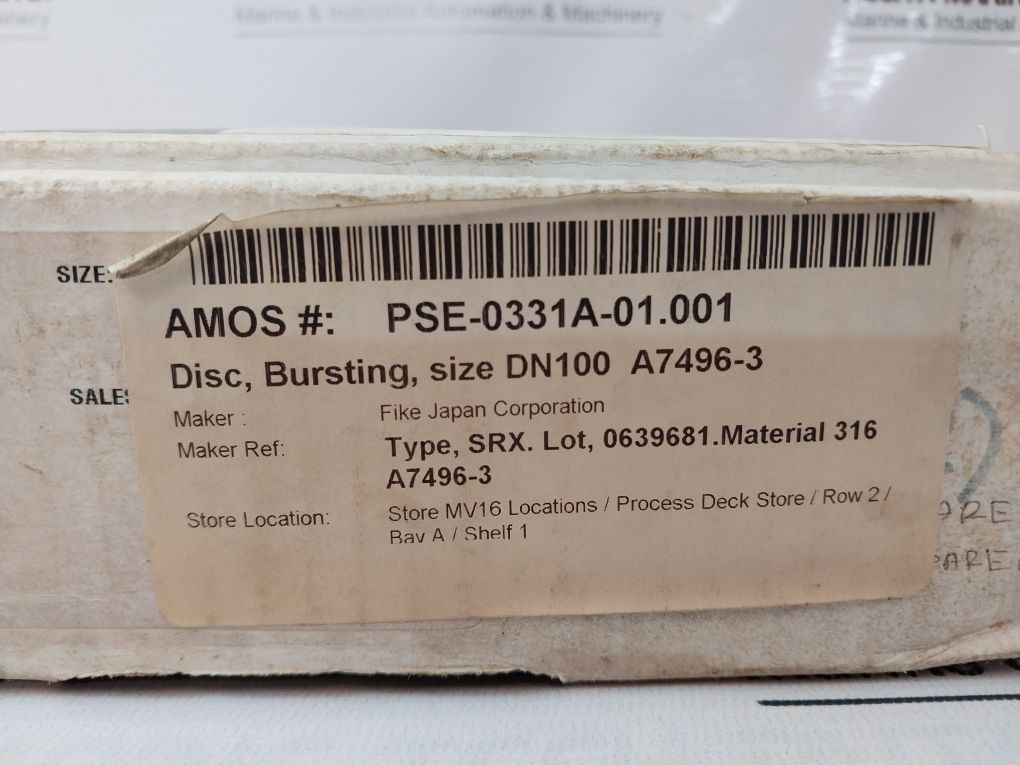 Marine & Industrial Automation & Machinery
Marine & Industrial
SIZE:
AMOS #: PSE-0331A-01.001
Disc, Bursting, size DN100 A7496-3
SALES
Maker : Fike Japan Corporation
Maker Ref: Type, SRX. Lot, 0639681.Material 316
A7496-3
Store Location: Store MV16 Locations / Process Deck Store / Row 2 /
Bay A / Shelf 1